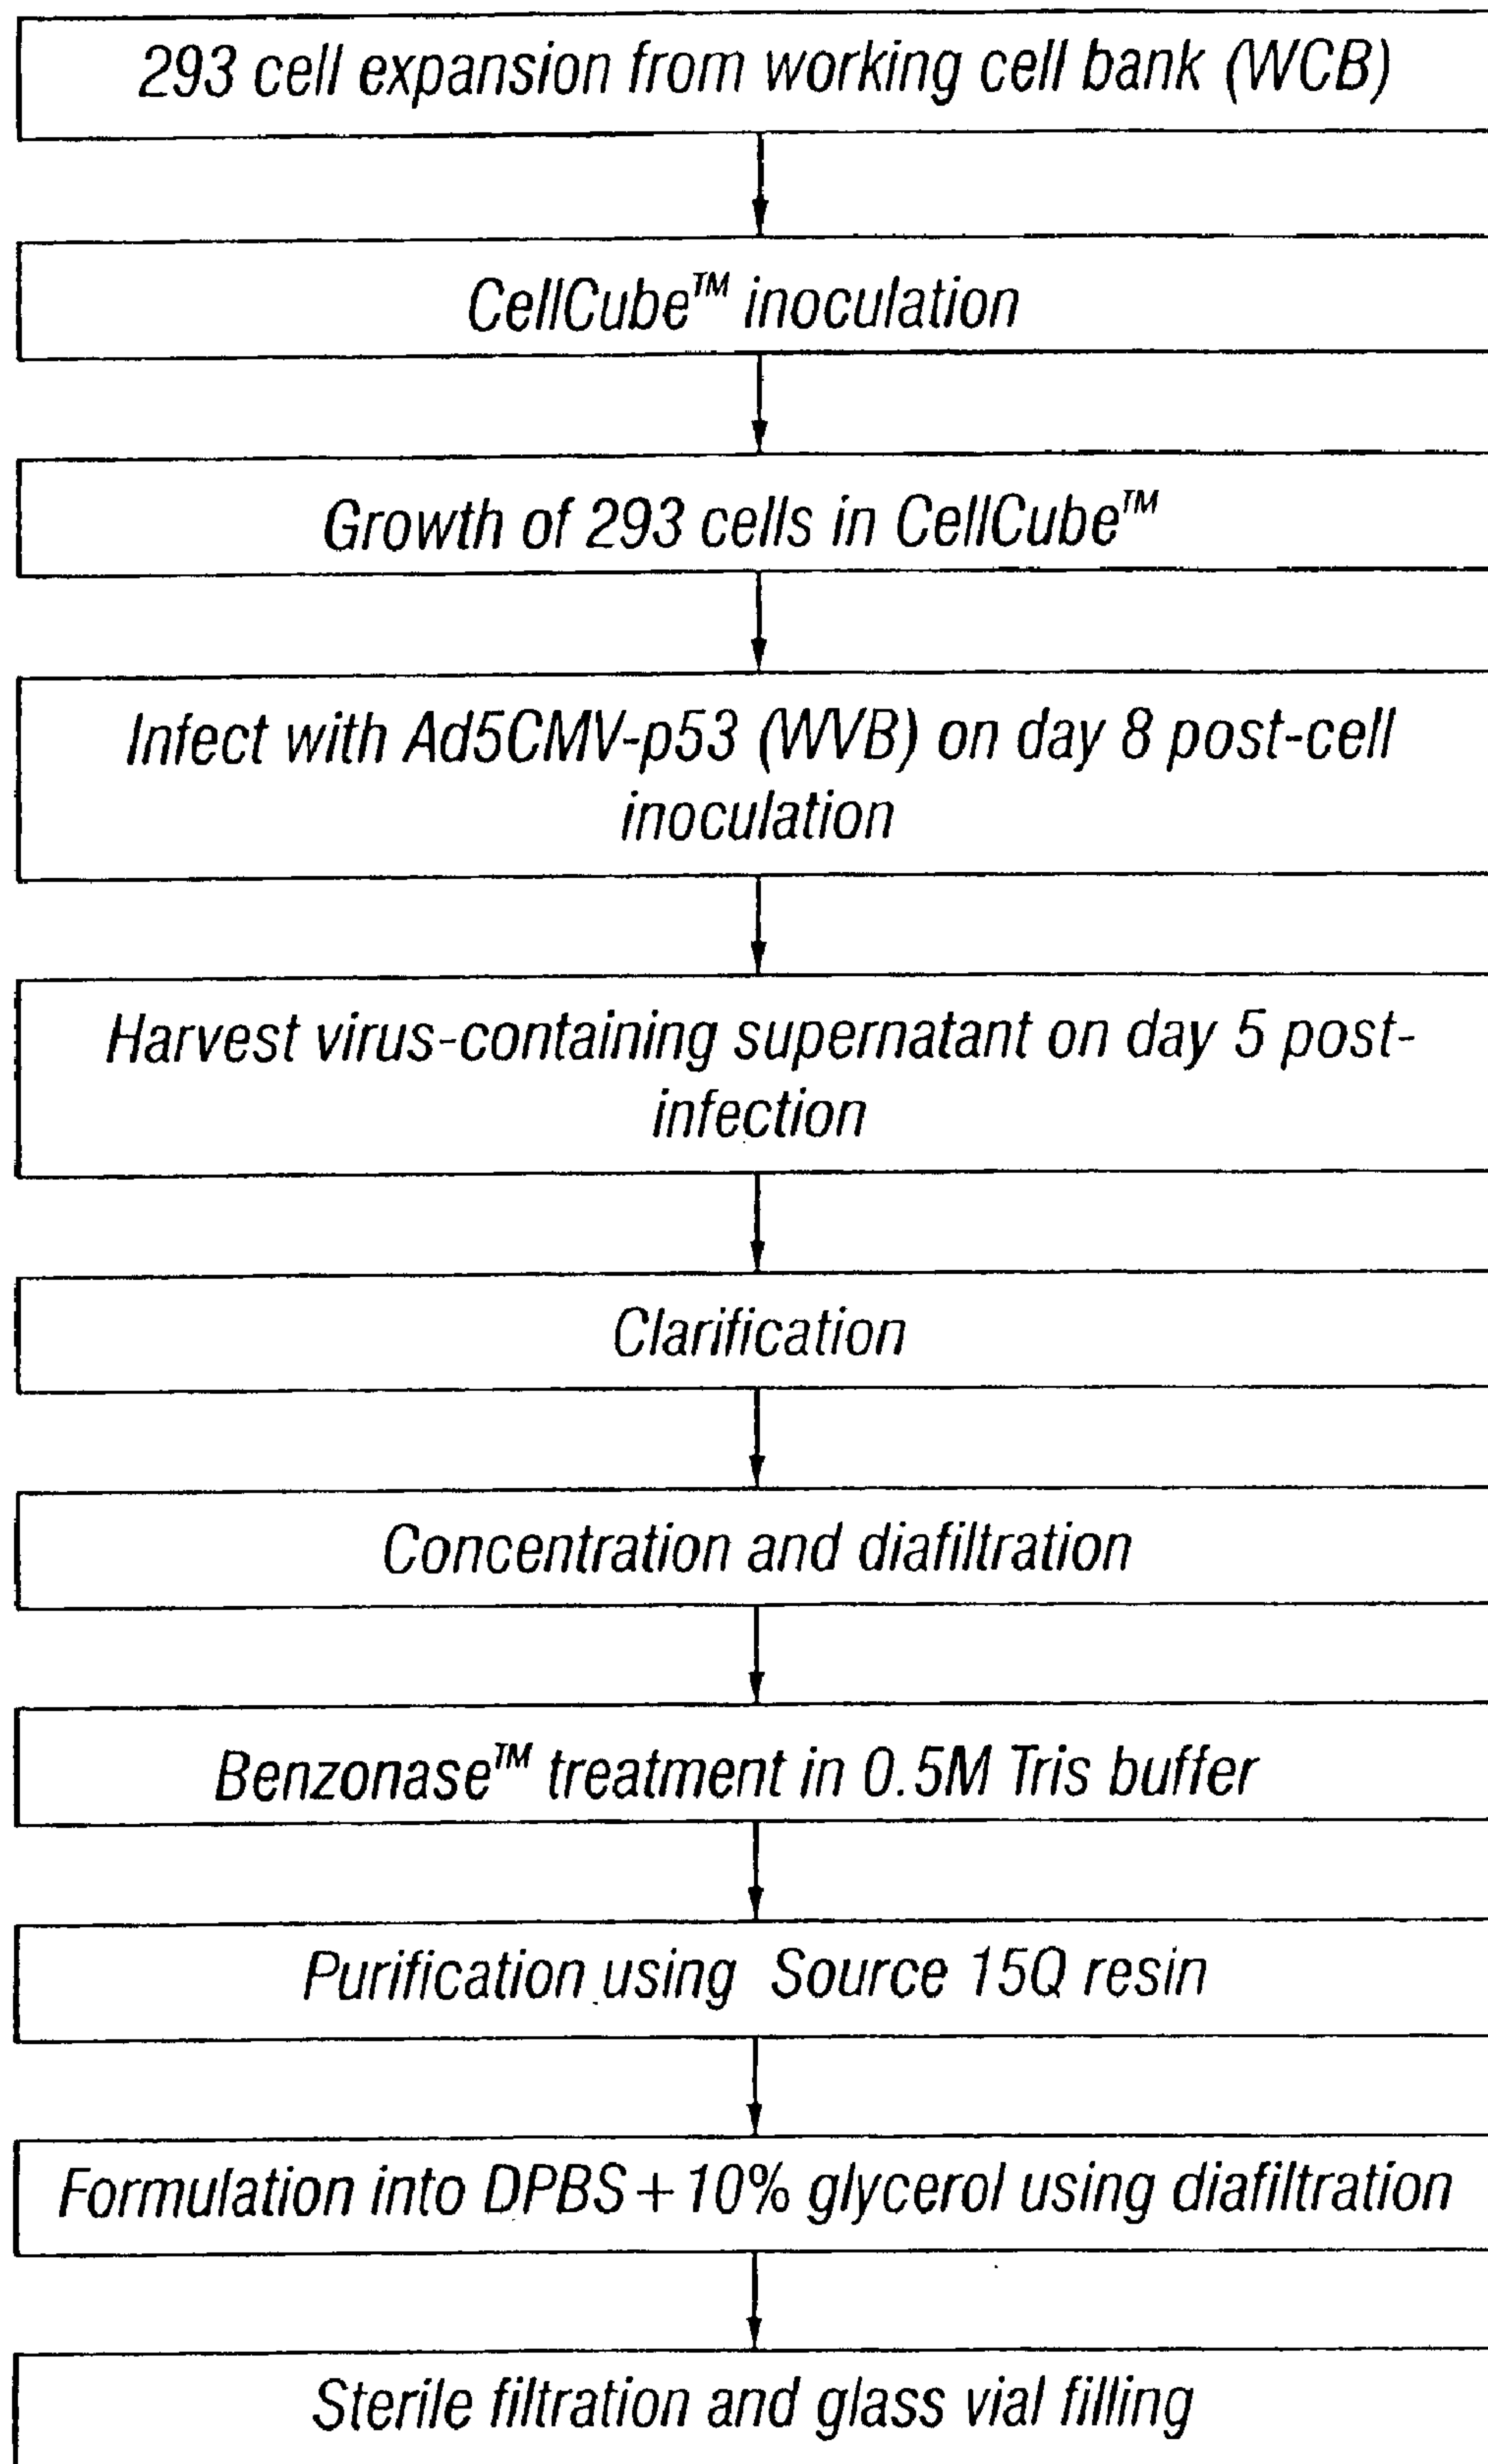 293 cell expansion from working cell bank (WCB)
CellCube™ inoculation
Growth of 293 cells in CellCube™
Infect with Ad5CMV-p53 (WVB) on day 8 post-cell
inoculation
Harvest virus-containing supernatant on day 5 post-
infection
Clarification
Concentration and diafiltration
Benzonase™ treatment in 0.5M Tris buffer
Purification using Source 15Q resin
Formulation into DPBS + 10% glycerol using diafiltration
Sterile filtration and glass vial filling